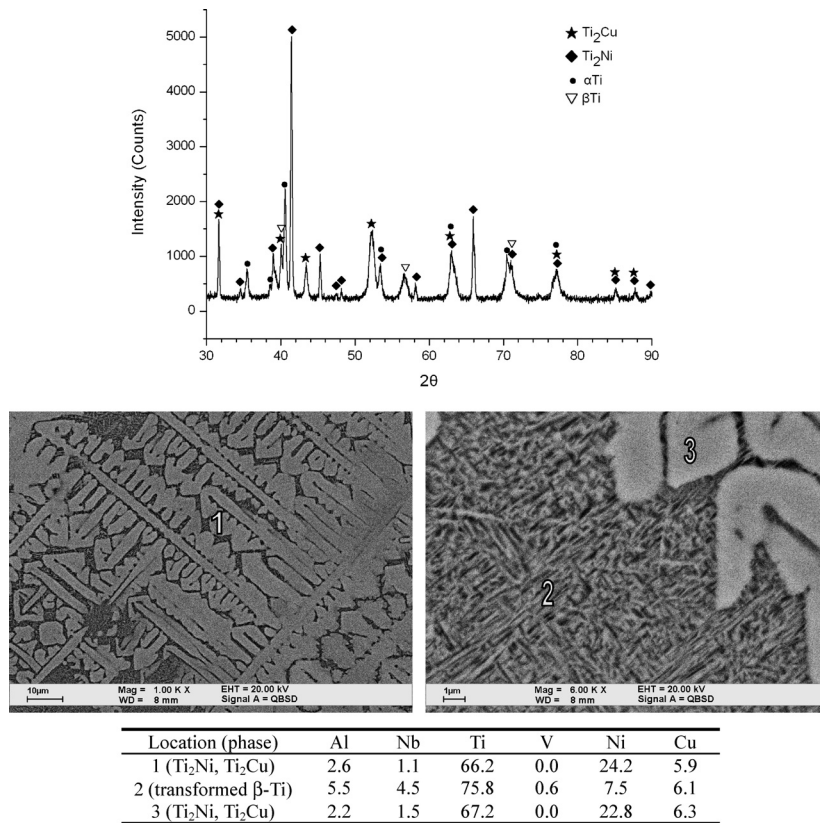 5000
4000
3000
2000
1000
0
Intensity (Counts)
30 40 50 60 70 80 90
2θ
★ Ti₂Cu
◆ Ti₂Ni
• αTi
▽ βTi
1
10µm
Mag = 1.00 K X EHT = 20.00 kV
WD = 8 mm Signal A = QBSD
3
2
1µm
Mag = 6.00 K X EHT = 20.00 kV
WD = 8 mm Signal A = QBSD
Location (phase) Al Nb Ti V Ni Cu
1 (Ti₂Ni, Ti₂Cu) 2.6 1.1 66.2 0.0 24.2 5.9
2 (transformed β-Ti) 5.5 4.5 75.8 0.6 7.5 6.1
3 (Ti₂Ni, Ti₂Cu) 2.2 1.5 67.2 0.0 22.8 6.3